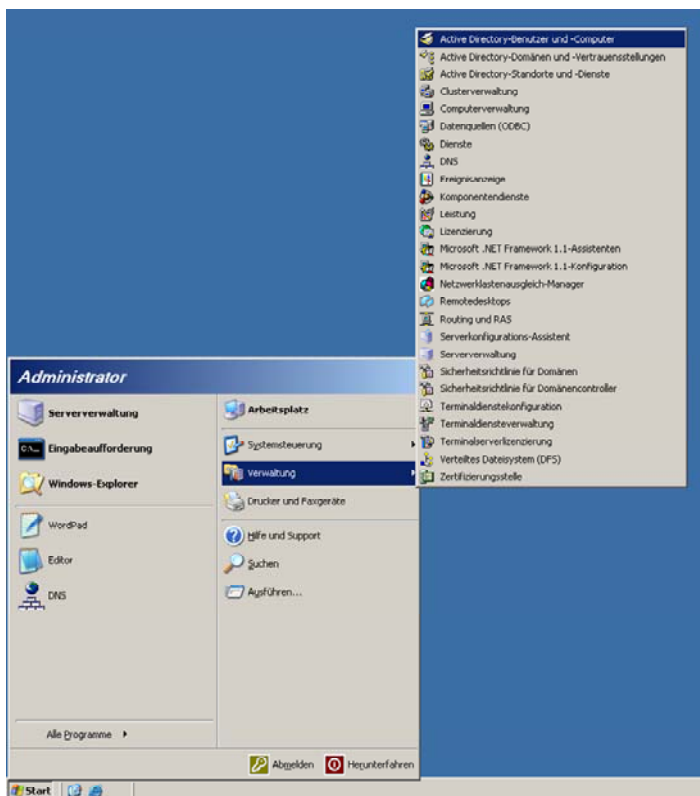 Active Directory-Benutzer und -Computer
Active Directory-Domänen und -Vertrauensstellungen
Active Directory-Standorte und -Dienste
Clusterverwaltung
Computerverwaltung
Datenquellen (ODBC)
Dienste
DNS
Ereignisanzeige
Komponentendienste
Leistung
Lizenzierung
Microsoft .NET Framework 1.1-Assistenten
Microsoft .NET Framework 1.1-Konfiguration
Netzwerklastenausgleich-Manager
Remotedesktops
Routing und RAS
Serverkonfigurations-Assistent
Serververwaltung
Sicherheitsrichtlinie für Domänen
Sicherheitsrichtlinie für Domänencontroller
Terminaldienstekonfiguration
Terminaldiensteverwaltung
Terminalserverlizenzierung
Verteiltes Dateisystem (DFS)
Zertifizierungsstelle
Administrator
Serververwaltung
Eingabeaufforderung
Windows-Explorer
WordPad
Editor
DNS
Alle Programme
Arbeitsplatz
Systemsteuerung
Verwaltung
Drucker und Faxgeräte
Hilfe und Support
Suchen
Ausführen...
Abmelden
Herunterfahren
Start